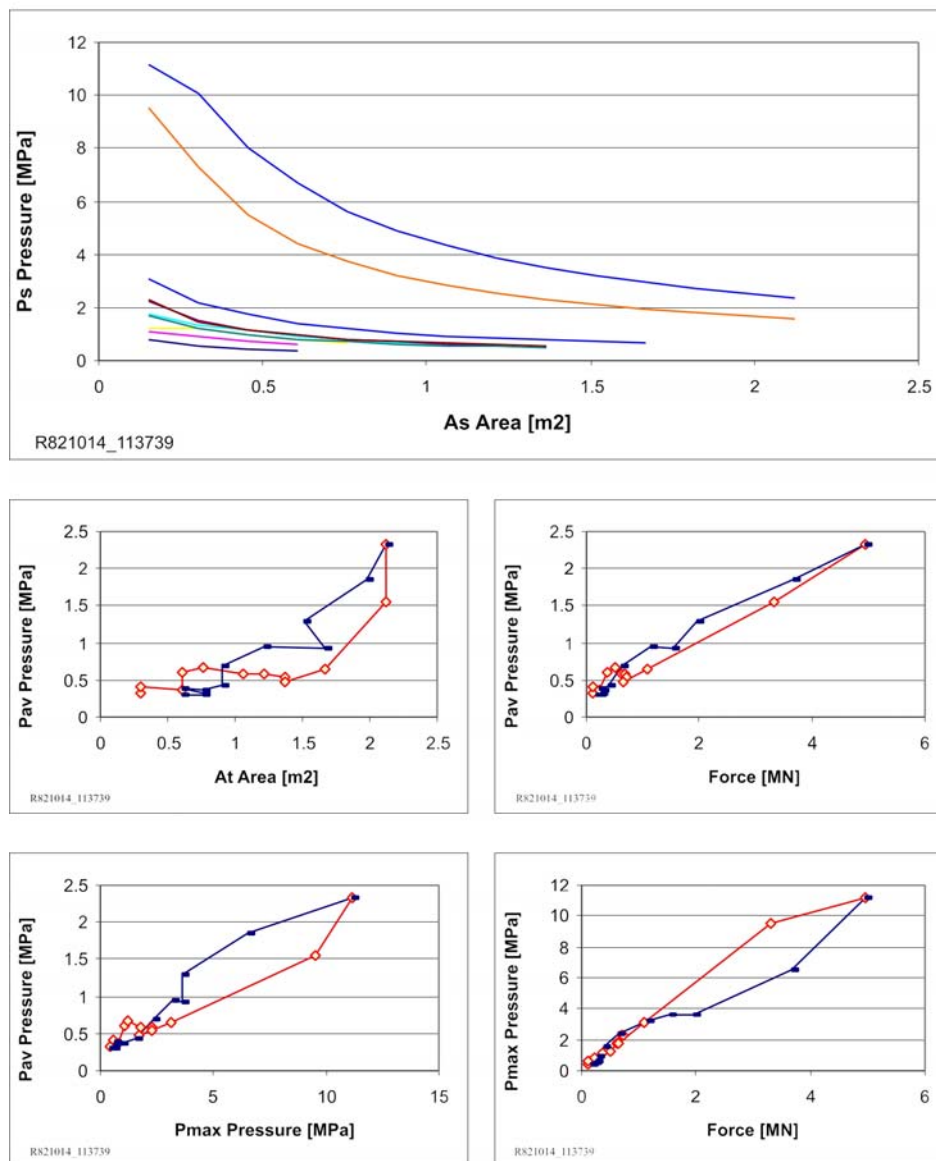 12
10
8
6
4
2
0
Ps Pressure [MPa]
0 0.5 1 1.5 2 2.5
As Area [m2]
R821014_113739
2.5
2
1.5
1
0.5
0
Pav Pressure [MPa]
0 0.5 1 1.5 2 2.5
At Area [m2]
R821014_113739
2.5
2
1.5
1
0.5
0
Pav Pressure [MPa]
0 2 4 6
Force [MN]
R821014_113739
2.5
2
1.5
1
0.5
0
Pav Pressure [MPa]
0 5 10 15
Pmax Pressure [MPa]
R821014_113739
12
10
8
6
4
2
0
Pmax Pressure [MPa]
0 2 4 6
Force [MN]
R821014_113739